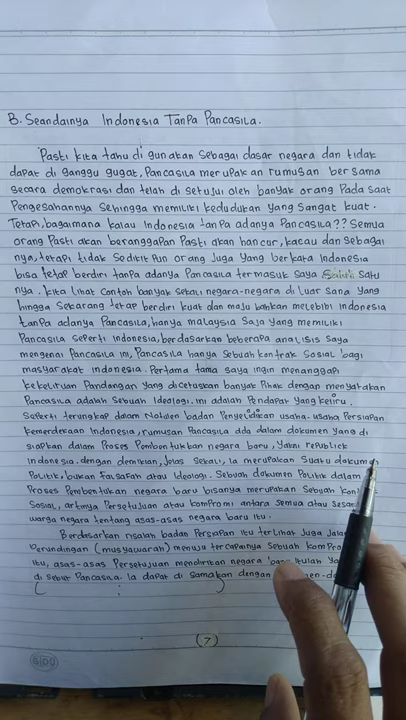 B. Seandainya Indonesia Tanpa Pancasila.
Pasti kita tahu di gunakan sebagai dasar negara dan tidak
dapat di ganggu gugat, Pancasila merupakan rumusan bersama
secara demokrasi dan telah di setujui oleh banyak orang Pada saat
Pengesahannya sehingga memiliki kedudukan yang sangat kuat.
Tetapi, bagaimana kalau Indonesia tanpa adanya Pancasila?? Semua
orang Pasti akan beranggapan Pasti akan hancur, kacau dan sebagai
nya, tetapi tidak sedikit pun orang Juga yang berkata Indonesia
bisa tetap berdiri tanpa adanya Pancasila termasuk saya satu
nya. kita lihat contoh banyak sekali negara-negara di luar sana yang
hingga sekarang tetap berdiri kuat dan maju bahkan melebihi Indonesia
tanpa adanya Pancasila, hanya malaysia saja yang memiliki
Pancasila seperti Indonesia, berdasarkan beberapa analisis saya
mengenai Pancasila ini, Pancasila hanya sebuah kontrak sosial bagi
masyarakat indonesia. Pertama tama saya ingin menanggapi
kekeliruan Pandangan yang dicetuskan banyak Pihak dengan menyatakan
Pancasila adalah sebuah Ideologi. ini adalah Pendapat yang keliru.
Seperti terungkap dalam Notulen badan Penyelidikan usaha-usaha Persiapan
kemerdekaan Indonesia, rumusan Pancasila ada dalam dokumen yang di
siapkan dalam Proses Pembentukban negara baru, Yakni republick
indonesia. dengan demikian, Jelas sekali, Ia merupakan Suatu dokumen
Politik, bukan Falsafah atau Ideologi. Sebuah dokumen Politik dalam
Proses Pembentukan negara baru bisanya merupakan sebuah
Sosial, artinya Persetujuan atau kompromi antara semua atau
warga negara tentang asas-asas negara baru itu.
Berdasarkan risalah badan Persiapan itu terlihat Juga
Perundingan (musyawarah) menuju tercapainya sebuah
itu, asas-asas Persetujuan mendirikan negara baru itulah
di sebut Pancasila. Ia dapat di samakan dengan
( : )
(7)
GIDU